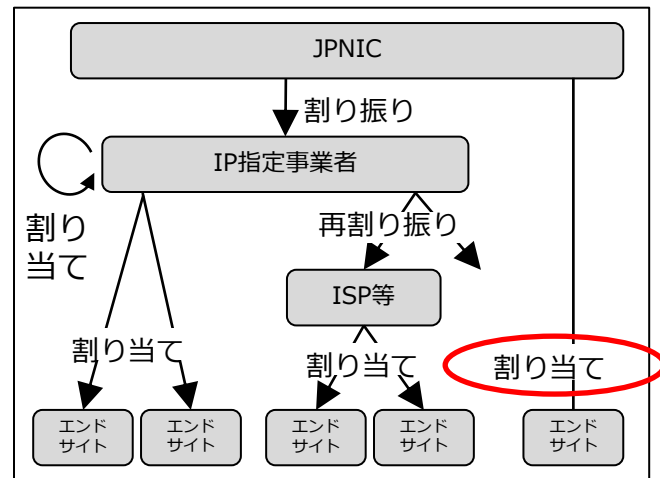 JPNIC
割り振り
IP指定事業者
割り
当て
再割り振り
ISP等
割り当て
割り当て
割り当て
エンド
サイト
エンド
サイト
エンド
サイト
エンド
サイト
エンド
サイト